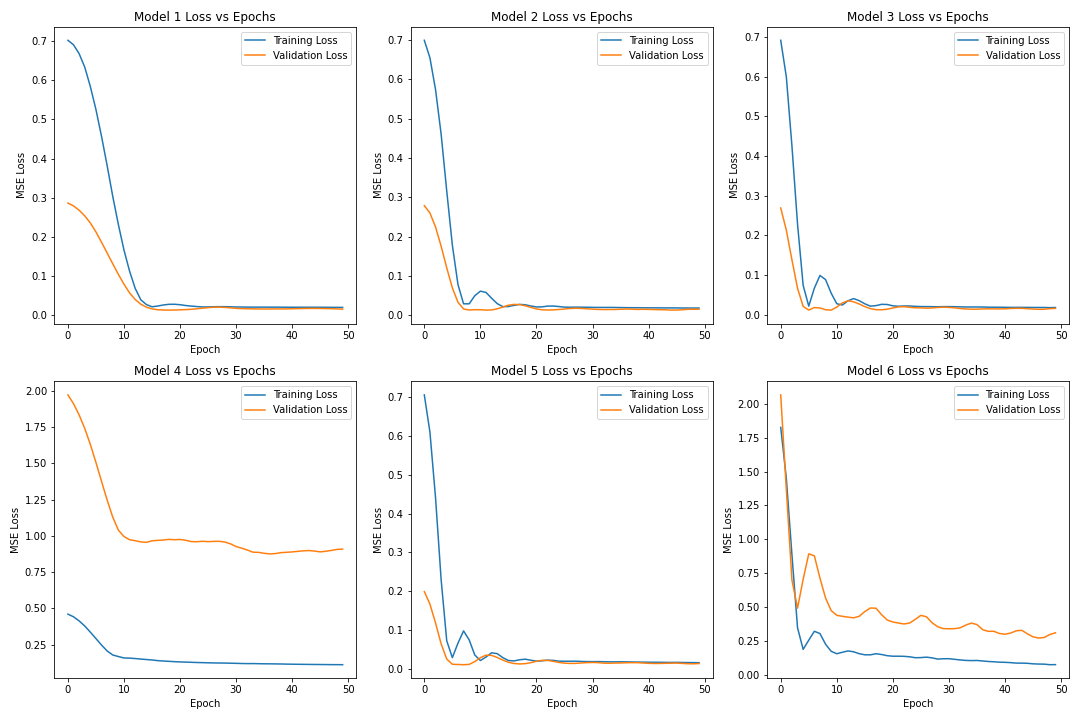 Model 1 Loss vs Epochs
0.7
0.6
0.5
0.4
0.3
0.2
0.1
0.0
MSE Loss
0 10 20 30 40 50
Epoch
Training Loss
Validation Loss
Model 2 Loss vs Epochs
0.7
0.6
0.5
0.4
0.3
0.2
0.1
0.0
MSE Loss
0 10 20 30 40 50
Epoch
Training Loss
Validation Loss
Model 3 Loss vs Epochs
0.7
0.6
0.5
0.4
0.3
0.2
0.1
0.0
MSE Loss
0 10 20 30 40 50
Epoch
Training Loss
Validation Loss
Model 4 Loss vs Epochs
2.00
1.75
1.50
1.25
1.00
0.75
0.50
0.25
MSE Loss
0 10 20 30 40 50
Epoch
Training Loss
Validation Loss
Model 5 Loss vs Epochs
0.7
0.6
0.5
0.4
0.3
0.2
0.1
0.0
MSE Loss
0 10 20 30 40 50
Epoch
Training Loss
Validation Loss
Model 6 Loss vs Epochs
2.00
1.75
1.50
1.25
1.00
0.75
0.50
0.25
0.00
MSE Loss
0 10 20 30 40 50
Epoch
Training Loss
Validation Loss